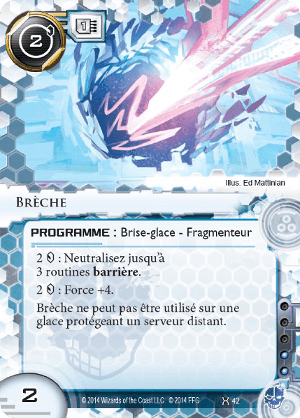 2
1
Illus. Ed Mattinian
BRÈCHE
PROGRAMME : Brise-glace - Fragmenteur
2 : Neutralisez jusqu'à
3 routines barrière.
2 : Force +4.
Brèche ne peut pas être utilisé sur une
glace protégeant un serveur distant.
2
© 2014 Wizards of the Coast LLC. © 2014 FFG
42